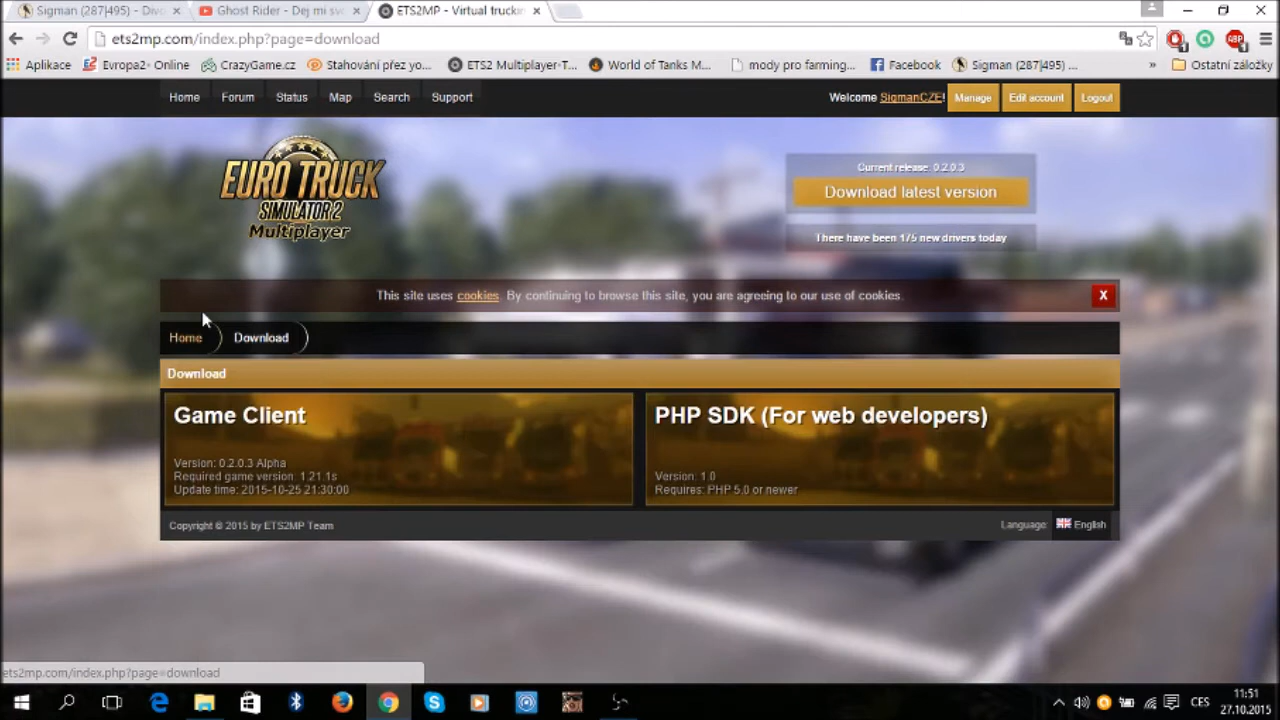 Sigman (287|495) - Divo
Ghost Rider - Dej mi sv
ETS2MP - Virtual truckin
ets2mp.com/index.php?page=download
Aplikace
Evropa2- Online
CrazyGame.cz
Stahování přez yo...
ETS2 Multiplayer-T...
World of Tanks M...
mody pro farming...
Facebook
Sigman (287|495) ...
»
Ostatní záložky
Home
Forum
Status
Map
Search
Support
Welcome SigmanCZE!
Manage
Edit account
Logout
EURO TRUCK
SIMULATOR 2
Multiplayer
Current release: 0.2.0.3
Download latest version
There have been 175 new drivers today
This site uses cookies. By continuing to browse this site, you are agreeing to our use of cookies.
X
Home
Download
Download
Game Client
Version: 0.2.0.3 Alpha
Required game version: 1.21.1s
Update time: 2015-10-25 21:30:00
PHP SDK (For web developers)
Version: 1.0
Requires: PHP 5.0 or newer
Copyright © 2015 by ETS2MP Team
Language:
English
ets2mp.com/index.php?page=download
CES
11:51
27.10.2015